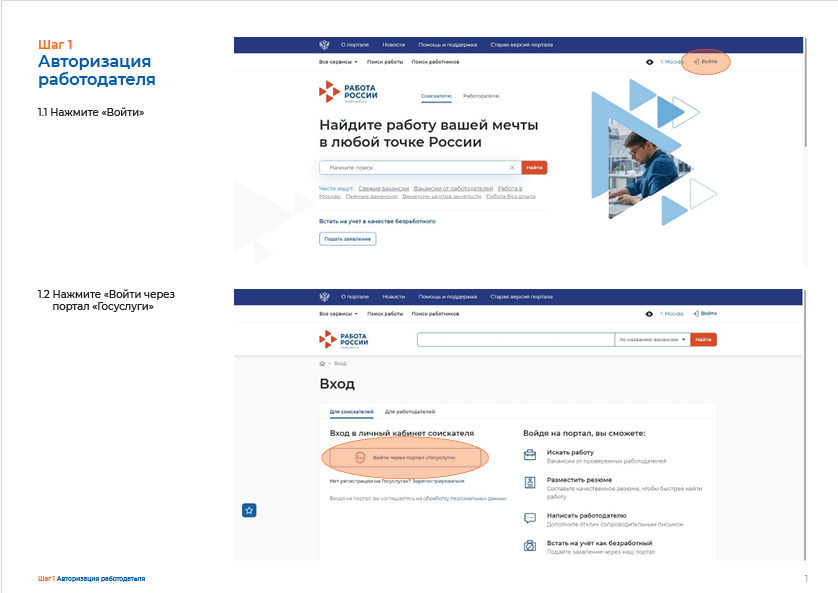 Шаг 1
Авторизация
работодателя
1.1 Нажмите «Войти»
О портале Новости Помощь и поддержка Старая версия портала
Все сервисы Поиск работы Поиск работников г. Москва Войти
РАБОТА
РОССИИ
Соискателю Работодателю
Найдите работу вашей мечты
в любой точке России
Начните поиск Найти
Часто ищут: Свежие вакансии Вакансии от работодателей Работа в
Москве Прямые вакансии Вакансии центра занятости Работа без опыта
Встать на учет в качестве безработного
Подать заявление
1.2 Нажмите «Войти через
портал «Госуслуги»
О портале Новости Помощь и поддержка Старая версия портала
Все сервисы Поиск работы Поиск работников г. Москва Войти
РАБОТА
РОССИИ
по названию вакансии Найти
Вход
Вход
Для соискателей Для работодателей
Вход в личный кабинет соискателя
Войти через портал «Госуслуги»
Нет регистрации на Госуслугах? Зарегистрироваться
Входя на портал, вы соглашаетесь на обработку персональных данных
Войдя на портал, вы сможете:
Искать работу
Вакансии от проверенных работодателей
Разместить резюме
Составьте качественное резюме, чтобы быстрее найти
работу
Написать работодателю
Дополните отклик сопроводительным письмом
Встать на учёт как безработный
Подайте заявление через наш портал
Шаг 1 Авторизация работодателя
1